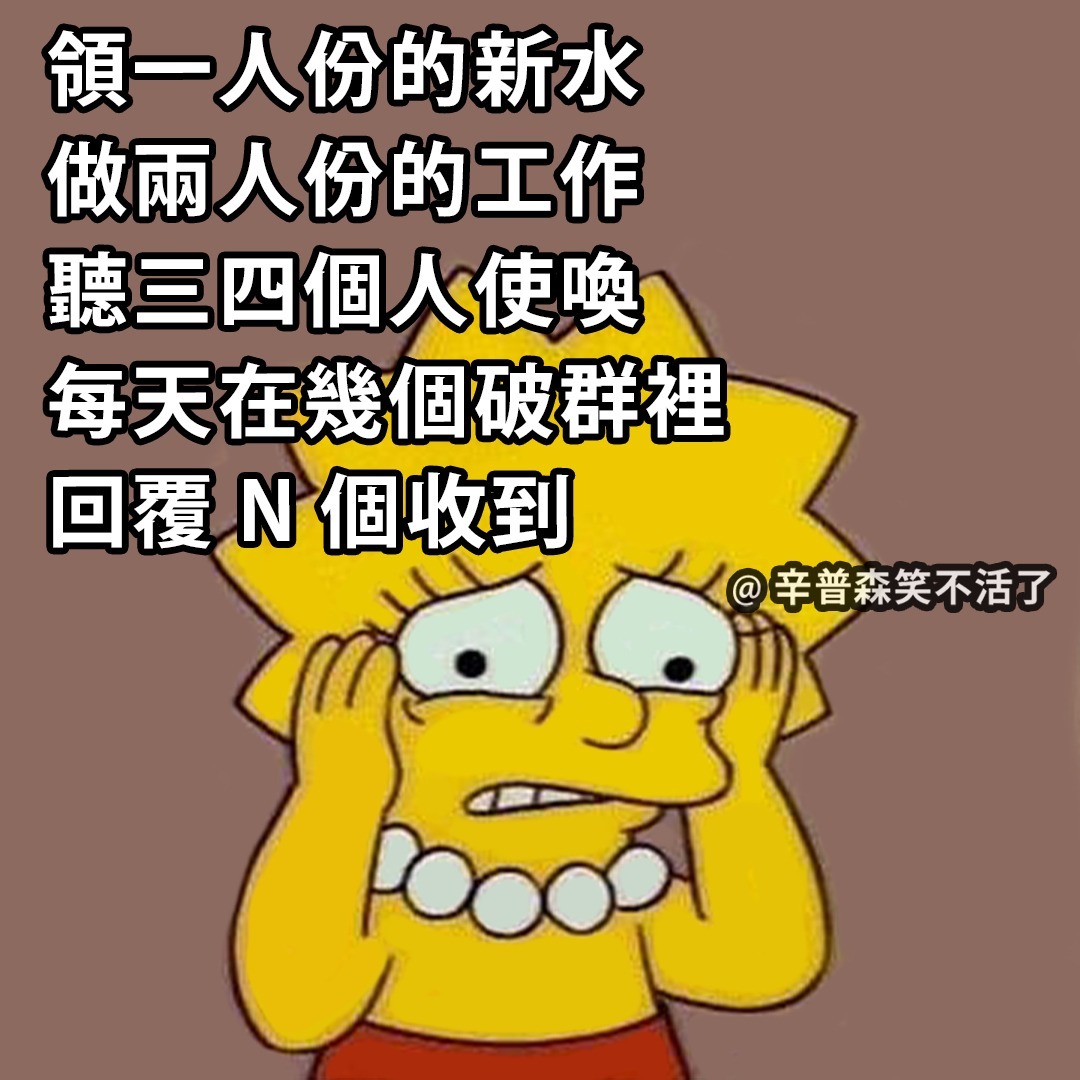 領一人份的新水
做兩人份的工作
聽三四個人使喚
每天在幾個破群裡
回覆 N 個收到
@辛普森笑不活了